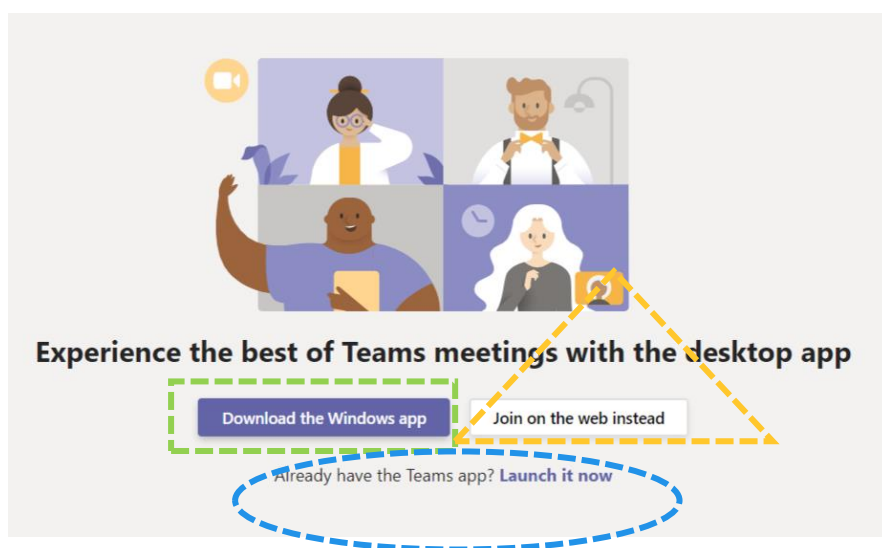 Experience the best of Teams meetings with the desktop app
Download the Windows app
Join on the web instead
Already have the Teams app? Launch it now